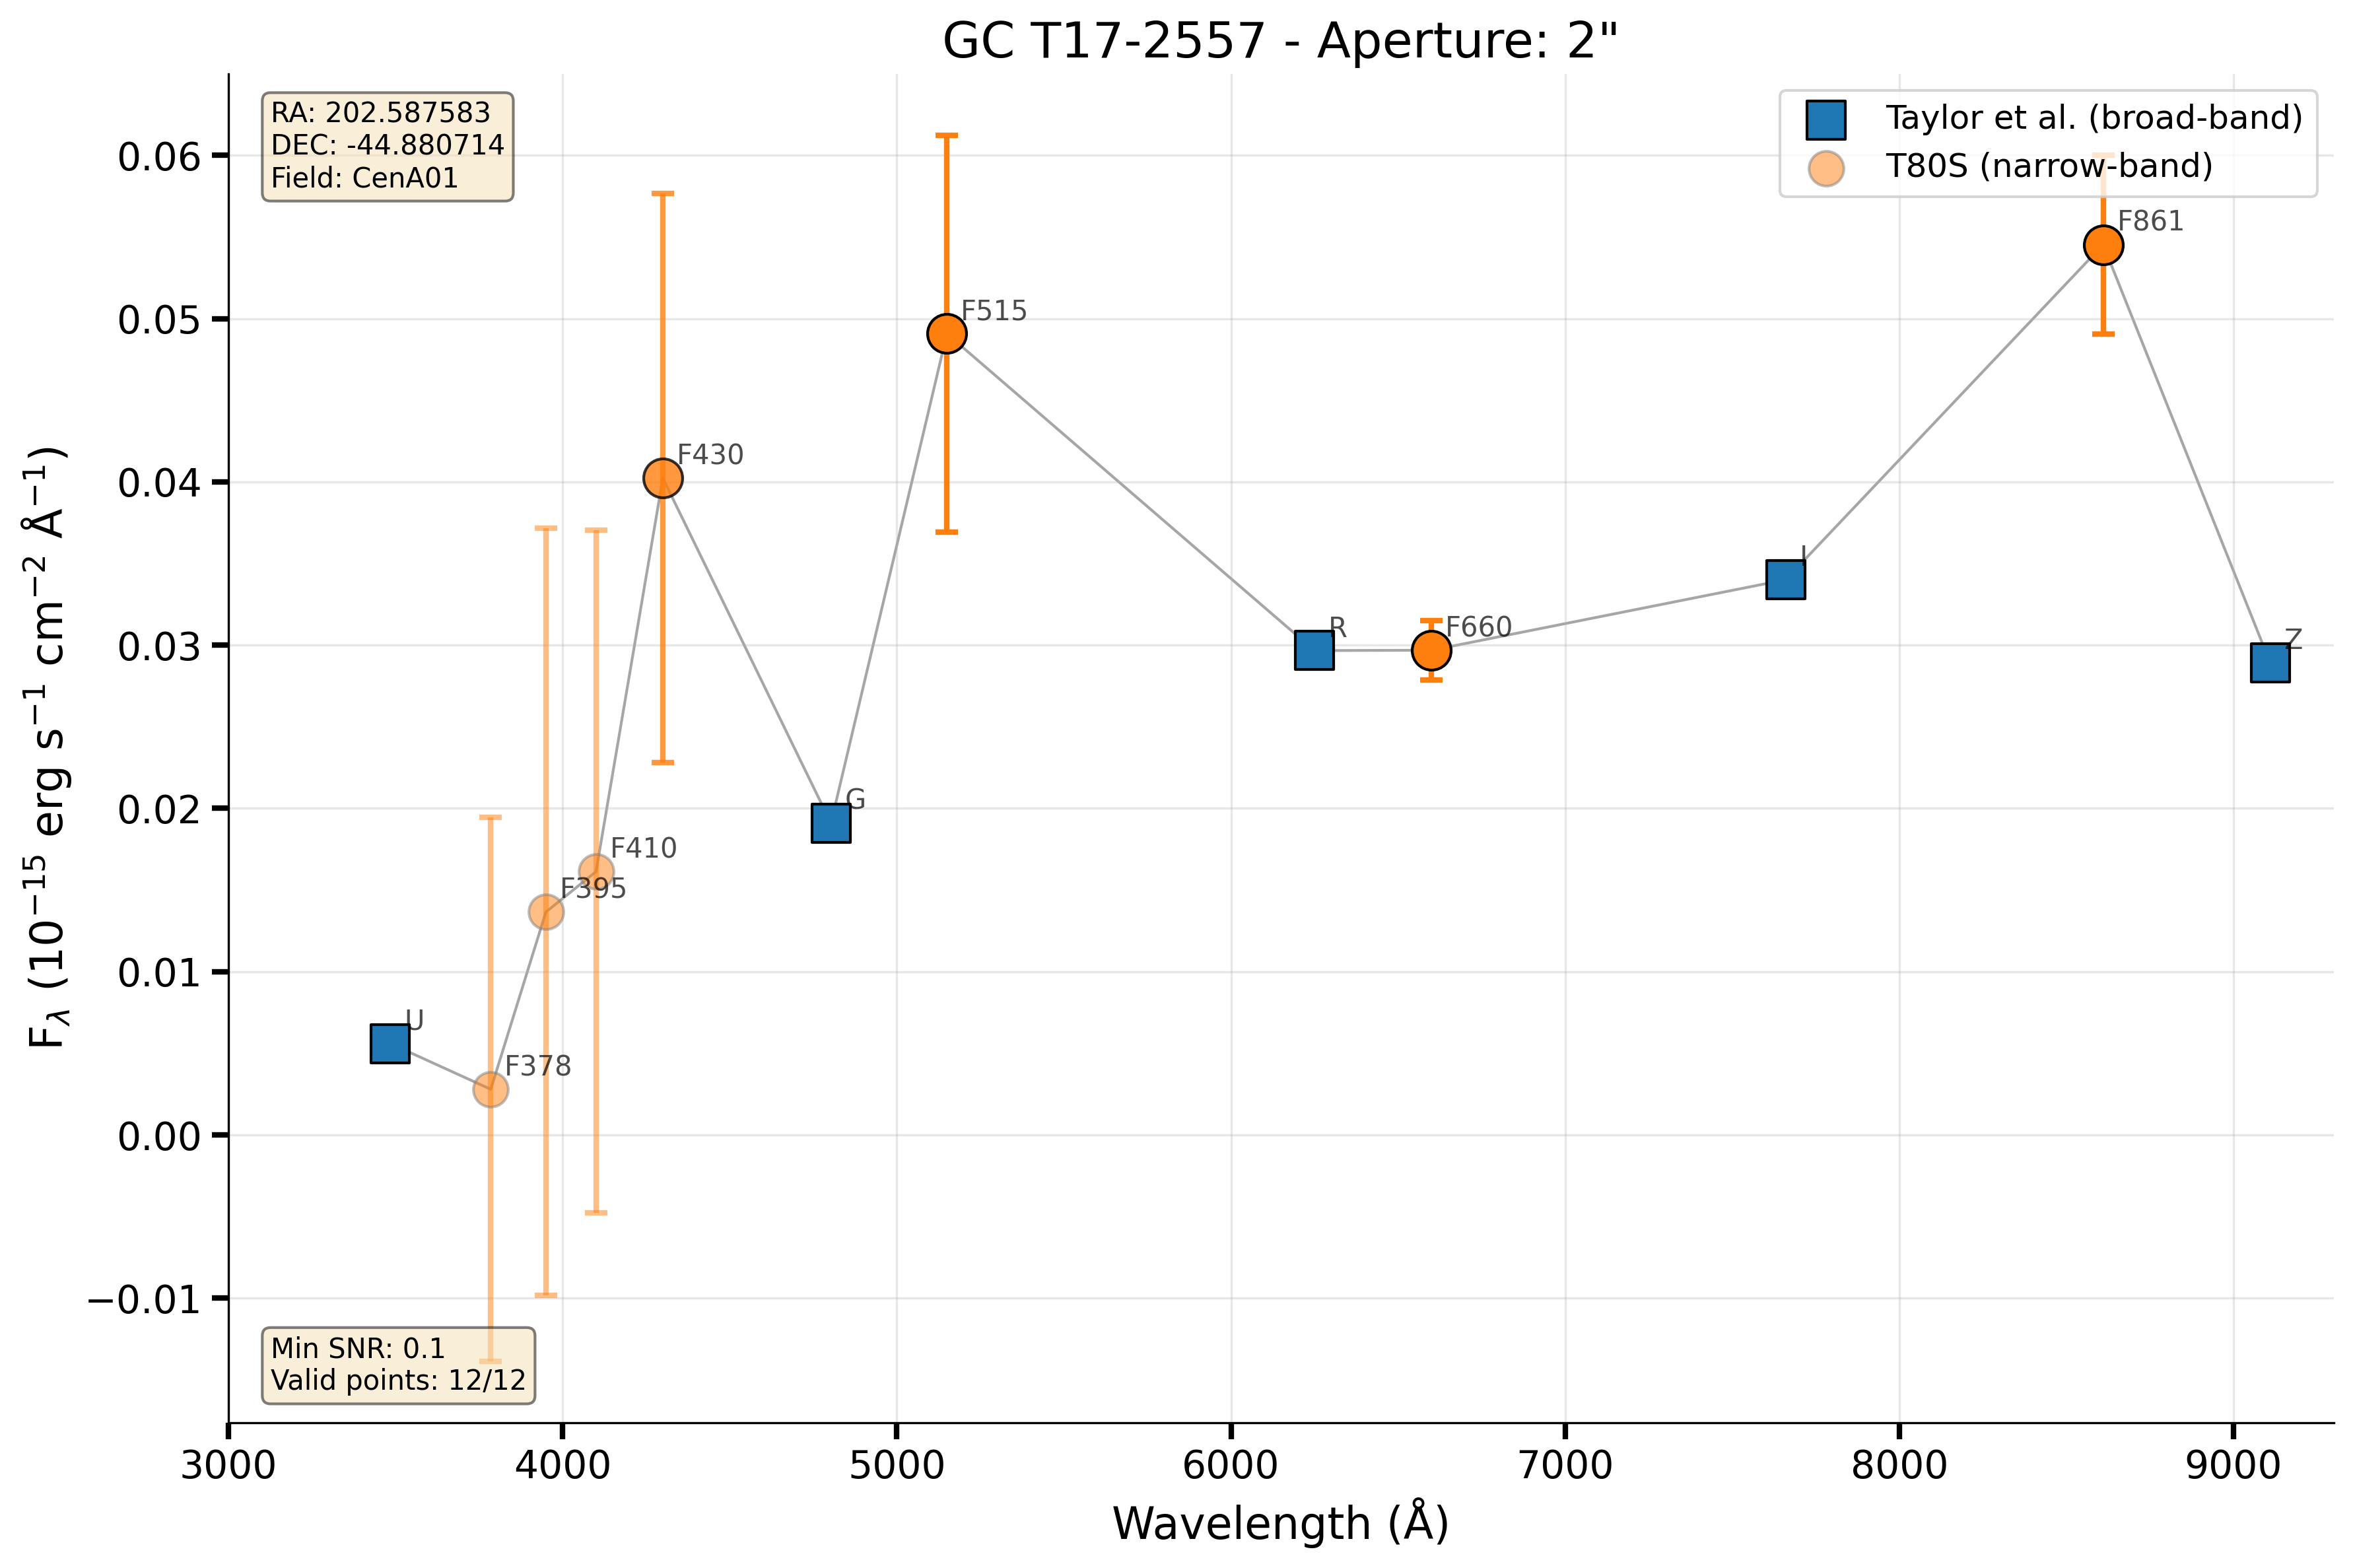 GC T17-2557 - Aperture: 2"
RA: 202.587583
DEC: -44.880714
Field: CenA01
Taylor et al. (broad-band)
T80S (narrow-band)
F861
F515
F430
I
R
F660
Z
G
F410
F395
U
F378
Min SNR: 0.1
Valid points: 12/12
0.06
0.05
0.04
0.03
0.02
0.01
0.00
−0.01
F_λ (10⁻¹⁵ erg s⁻¹ cm⁻² Å⁻¹)
3000 4000 5000 6000 7000 8000 9000
Wavelength (Å)